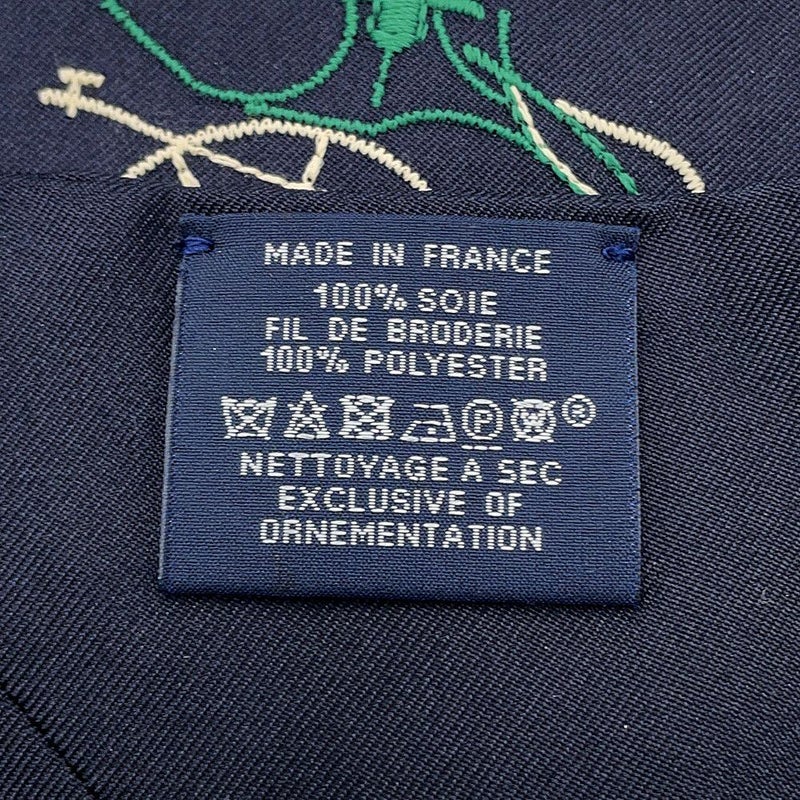 MADE IN FRANCE
100% SOIE
FIL DE BRODERIE
100% POLYESTER
P W ®
NETTOYAGE A SEC
EXCLUSIVE OF
ORNEMENTATION